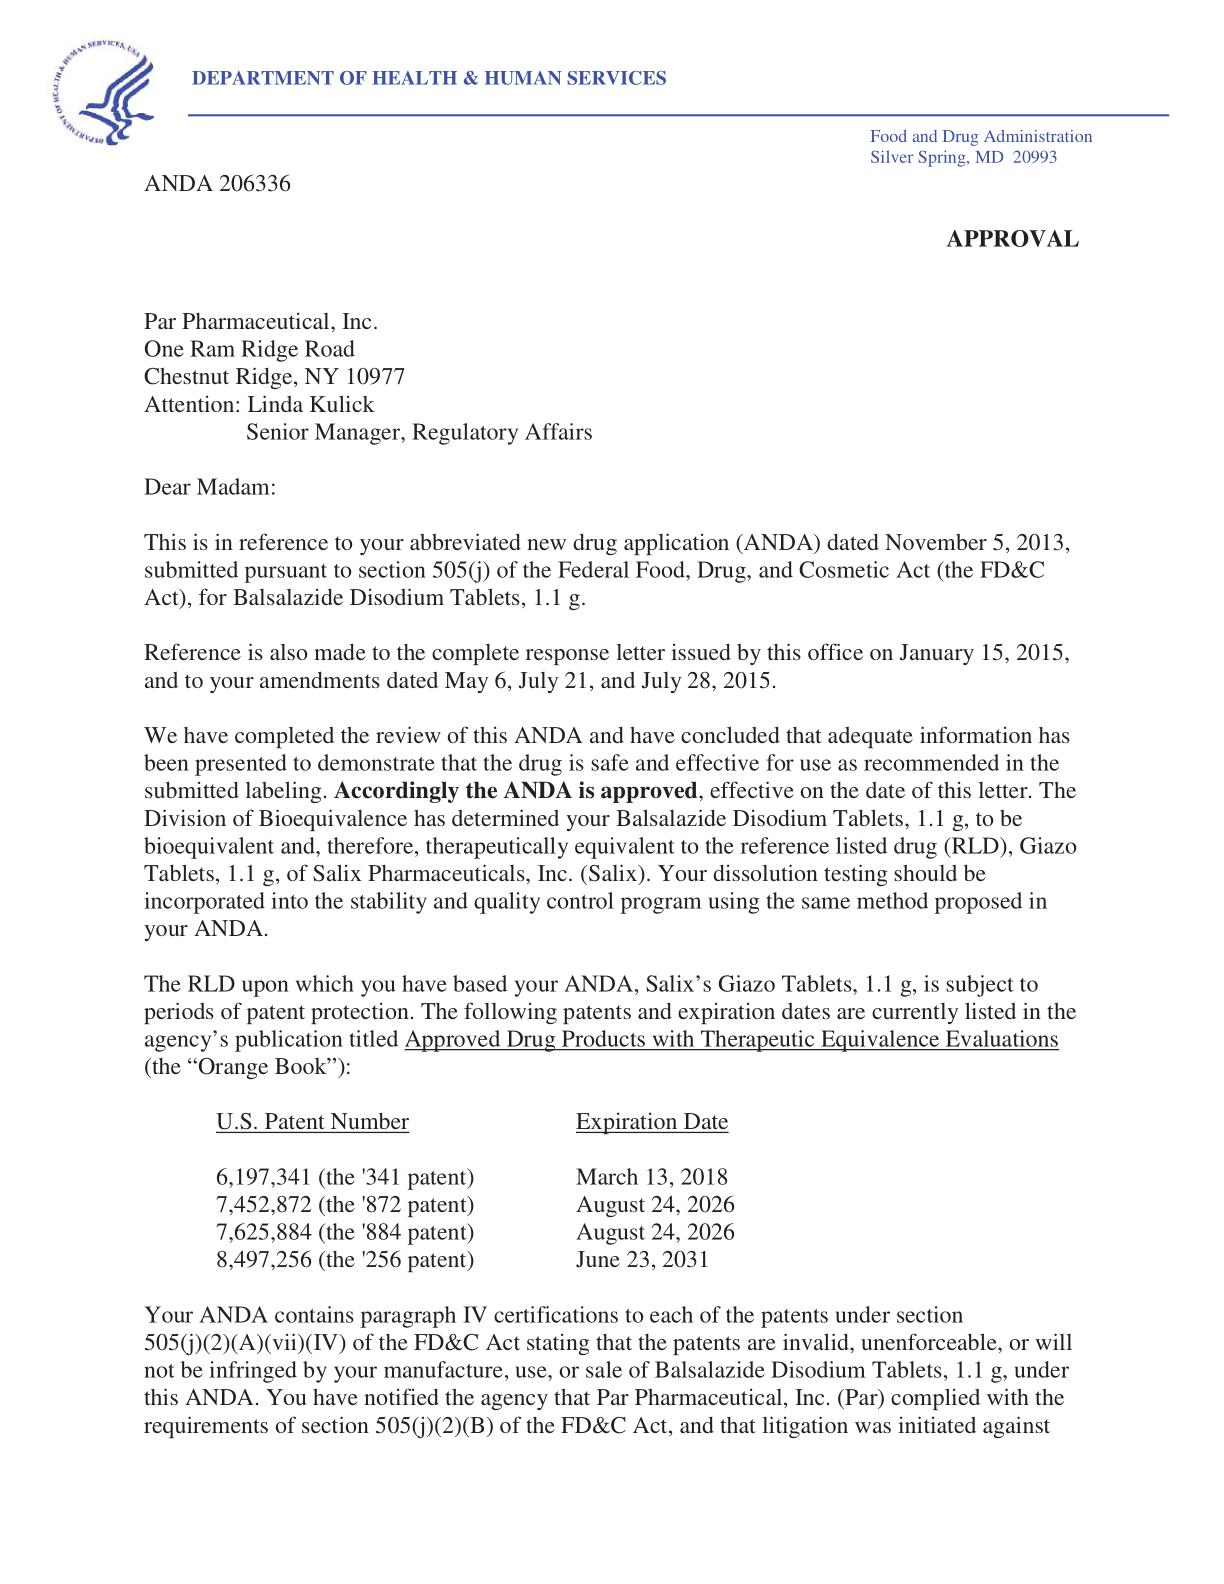 DEPARTMENT OF HEALTH & HUMAN SERVICES, USA
DEPARTMENT OF HEALTH & HUMAN SERVICES
Food and Drug Administration
Silver Spring, MD 20993
ANDA 206336
APPROVAL
Par Pharmaceutical, Inc.
One Ram Ridge Road
Chestnut Ridge, NY 10977
Attention: Linda Kulick
Senior Manager, Regulatory Affairs
Dear Madam:
This is in reference to your abbreviated new drug application (ANDA) dated November 5, 2013,
submitted pursuant to section 505(j) of the Federal Food, Drug, and Cosmetic Act (the FD&C
Act), for Balsalazide Disodium Tablets, 1.1 g.
Reference is also made to the complete response letter issued by this office on January 15, 2015,
and to your amendments dated May 6, July 21, and July 28, 2015.
We have completed the review of this ANDA and have concluded that adequate information has
been presented to demonstrate that the drug is safe and effective for use as recommended in the
submitted labeling. Accordingly the ANDA is approved, effective on the date of this letter. The
Division of Bioequivalence has determined your Balsalazide Disodium Tablets, 1.1 g, to be
bioequivalent and, therefore, therapeutically equivalent to the reference listed drug (RLD), Giazo
Tablets, 1.1 g, of Salix Pharmaceuticals, Inc. (Salix). Your dissolution testing should be
incorporated into the stability and quality control program using the same method proposed in
your ANDA.
The RLD upon which you have based your ANDA, Salix’s Giazo Tablets, 1.1 g, is subject to
periods of patent protection. The following patents and expiration dates are currently listed in the
agency’s publication titled Approved Drug Products with Therapeutic Equivalence Evaluations
(the “Orange Book”):
U.S. Patent Number Expiration Date
6,197,341 (the '341 patent) March 13, 2018
7,452,872 (the '872 patent) August 24, 2026
7,625,884 (the '884 patent) August 24, 2026
8,497,256 (the '256 patent) June 23, 2031
Your ANDA contains paragraph IV certifications to each of the patents under section
505(j)(2)(A)(vii)(IV) of the FD&C Act stating that the patents are invalid, unenforceable, or will
not be infringed by your manufacture, use, or sale of Balsalazide Disodium Tablets, 1.1 g, under
this ANDA. You have notified the agency that Par Pharmaceutical, Inc. (Par) complied with the
requirements of section 505(j)(2)(B) of the FD&C Act, and that litigation was initiated against